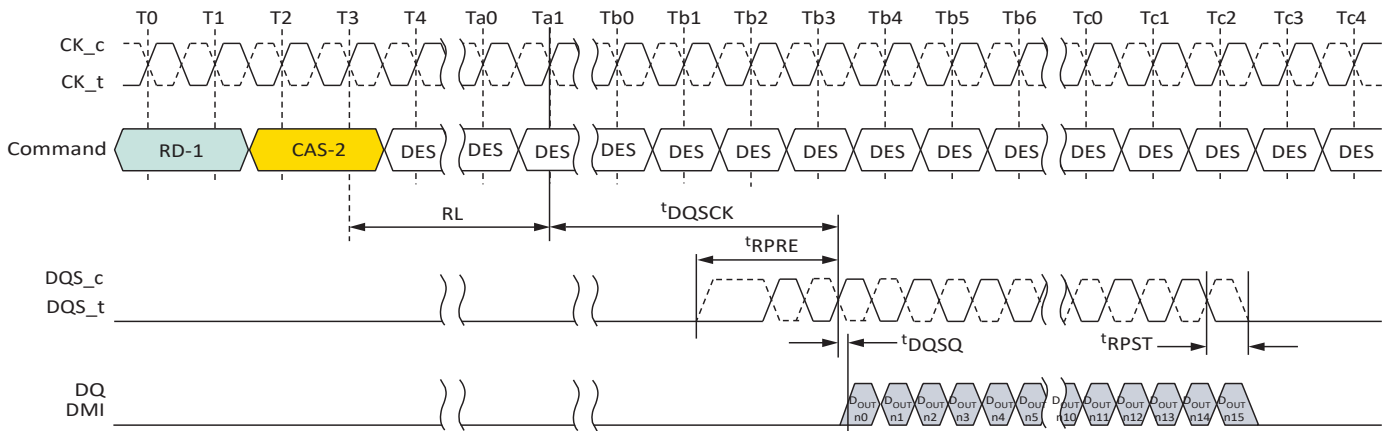 T0 T1 T2 T3 T4 Ta0 Ta1 Tb0 Tb1 Tb2 Tb3 Tb4 Tb5 Tb6 Tc0 Tc1 Tc2 Tc3 Tc4
CK_c
CK_t
Command RD-1 CAS-2 DES DES DES DES DES DES DES DES DES DES DES DES DES DES DES
RL tDQSCK
tRPRE
DQS_c
DQS_t
tDQSQ tRPST
DQ
DMI
DOUT DOUT DOUT DOUT DOUT DOUT DOUT DOUT DOUT DOUT DOUT DOUT
n0 n1 n2 n3 n4 n5 n10 n11 n12 n13 n14 n15